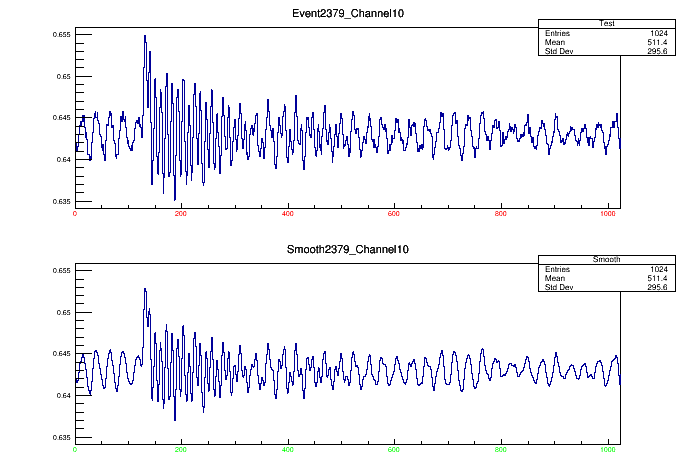 Event2379_Channel10
Test
Entries 1024
Mean 511.4
Std Dev 295.6
0.655
0.65
0.645
0.64
0.635
0 200 400 600 800 1000
Smooth2379_Channel10
Smooth
Entries 1024
Mean 511.4
Std Dev 295.6
0.655
0.65
0.645
0.64
0.635
0 200 400 600 800 1000